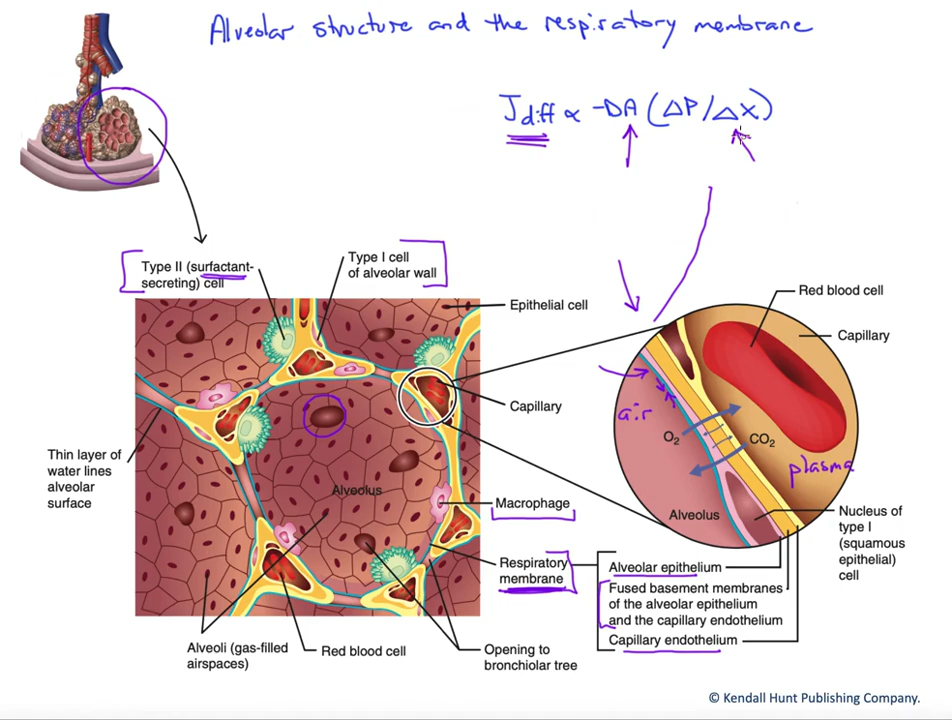 Alveolar structure and the respiratory membrane
Jdiff ∝ -DA (ΔP/ΔX)
Type II (surfactant-
secreting) cell
Type I cell
of alveolar wall
Epithelial cell
Red blood cell
Capillary
Capillary
air
O2
CO2
plasma
Thin layer of
water lines
alveolar
surface
Alveolus
Macrophage
Alveolus
Nucleus of
type I
(squamous
epithelial)
cell
Respiratory
membrane
Alveolar epithelium
Fused basement membranes
of the alveolar epithelium
and the capillary endothelium
Capillary endothelium
Alveoli (gas-filled
airspaces)
Red blood cell
Opening to
bronchiolar tree
© Kendall Hunt Publishing Company.